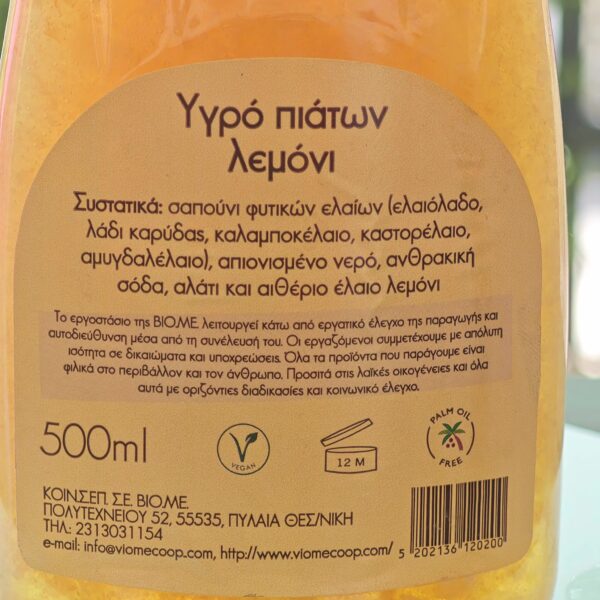 Υγρό πιάτων
λεμόνι
Συστατικά: σαπούνι φυτικών ελαίων (ελαιόλαδο,
λάδι καρύδας, καλαμποκέλαιο, καστορέλαιο,
αμυγδαλέλαιο), απιονισμένο νερό, ανθρακική
σόδα, αλάτι και αιθέριο έλαιο λεμόνι
Το εργοστάσιο της ΒΙΟ.ΜΕ. λειτουργεί κάτω από εργατικό έλεγχο της παραγωγής και
αυτοδιεύθυνση μέσα από τη συνέλευσή του. Οι εργαζόμενοι συμμετέχουμε με απόλυτη
ισότητα σε δικαιώματα και υποχρεώσεις. Όλα τα προϊόντα που παράγουμε είναι
φιλικά στο περιβάλλον και τον άνθρωπο. Προσιτά στις λαϊκές οικογένειες και όλα
αυτά με οριζόντιες διαδικασίες και κοινωνικό έλεγχο.
500ml
VEGAN
12 M
PALM OIL
FREE
ΚΟΙΝΣΕΠ. Σ.Ε. ΒΙΟ.ΜΕ.
ΠΟΛΥΤΕΧΝΕΙΟΥ 52, 55535, ΠΥΛΑΙΑ ΘΕΣ/ΝΙΚΗ
ΤΗΛ.: 2313031154
e-mail: info@viomecoop.com, http://www.viomecoop.com/
5 202136 120200